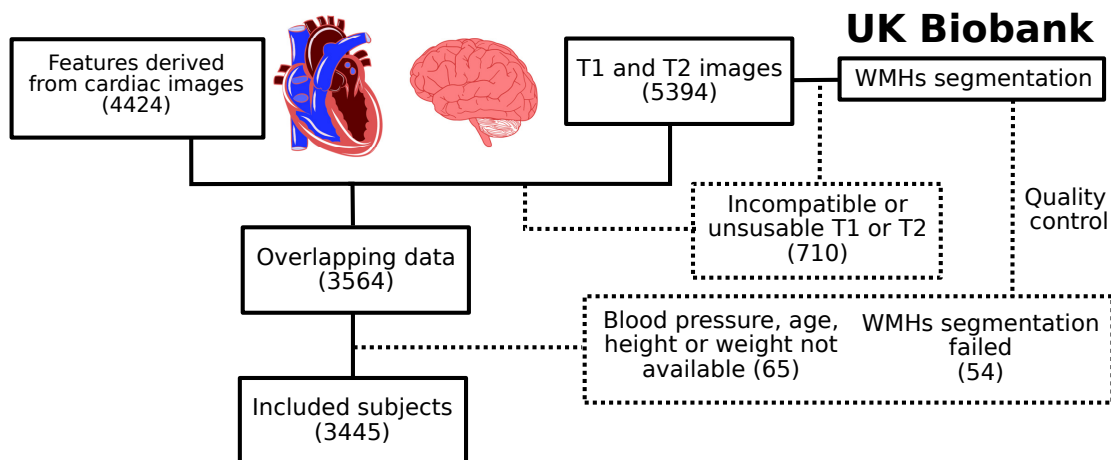 UK Biobank
Features derived
from cardiac images
(4424)
T1 and T2 images
(5394)
WMHs segmentation
Incompatible or
unsusable T1 or T2
(710)
Quality
control
Overlapping data
(3564)
Blood pressure, age,
height or weight not
available (65)
WMHs segmentation
failed
(54)
Included subjects
(3445)